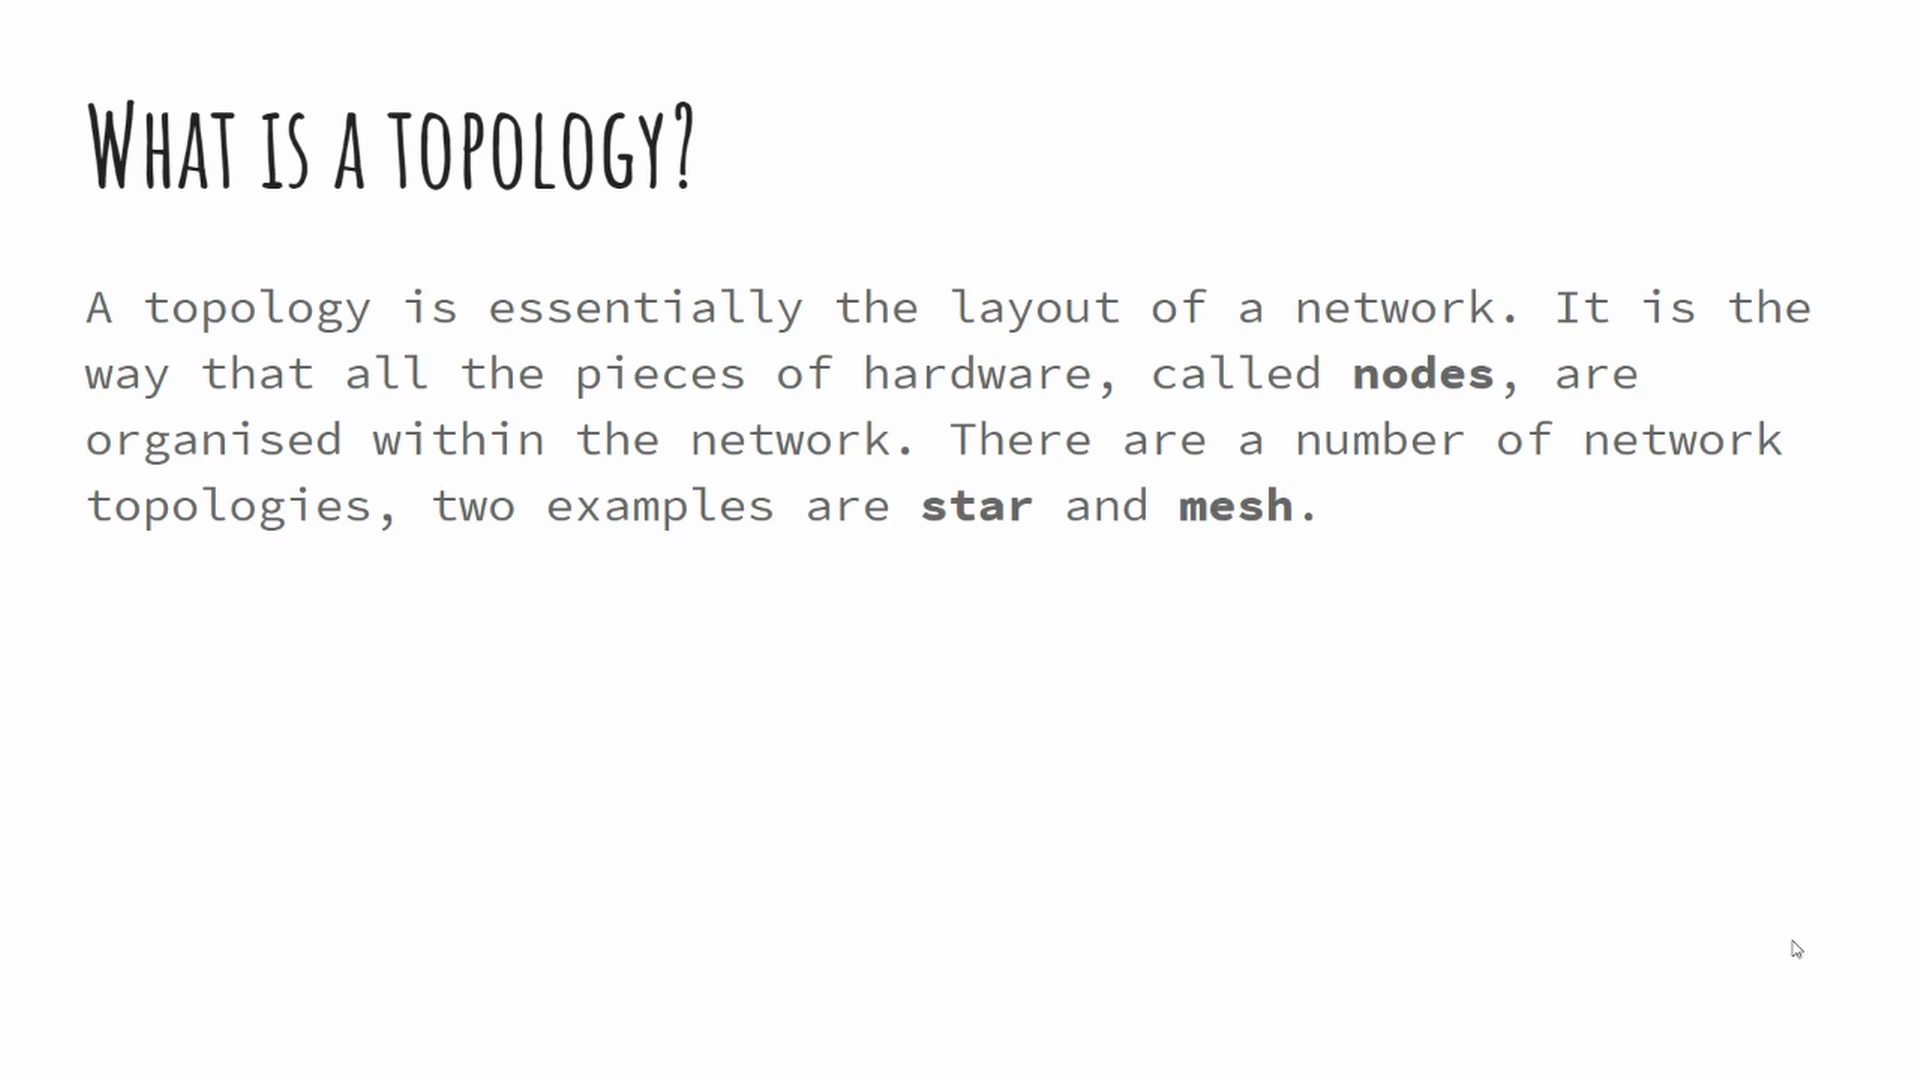 What is a topology?
A topology is essentially the layout of a network. It is the
way that all the pieces of hardware, called nodes, are
organised within the network. There are a number of network
topologies, two examples are star and mesh.